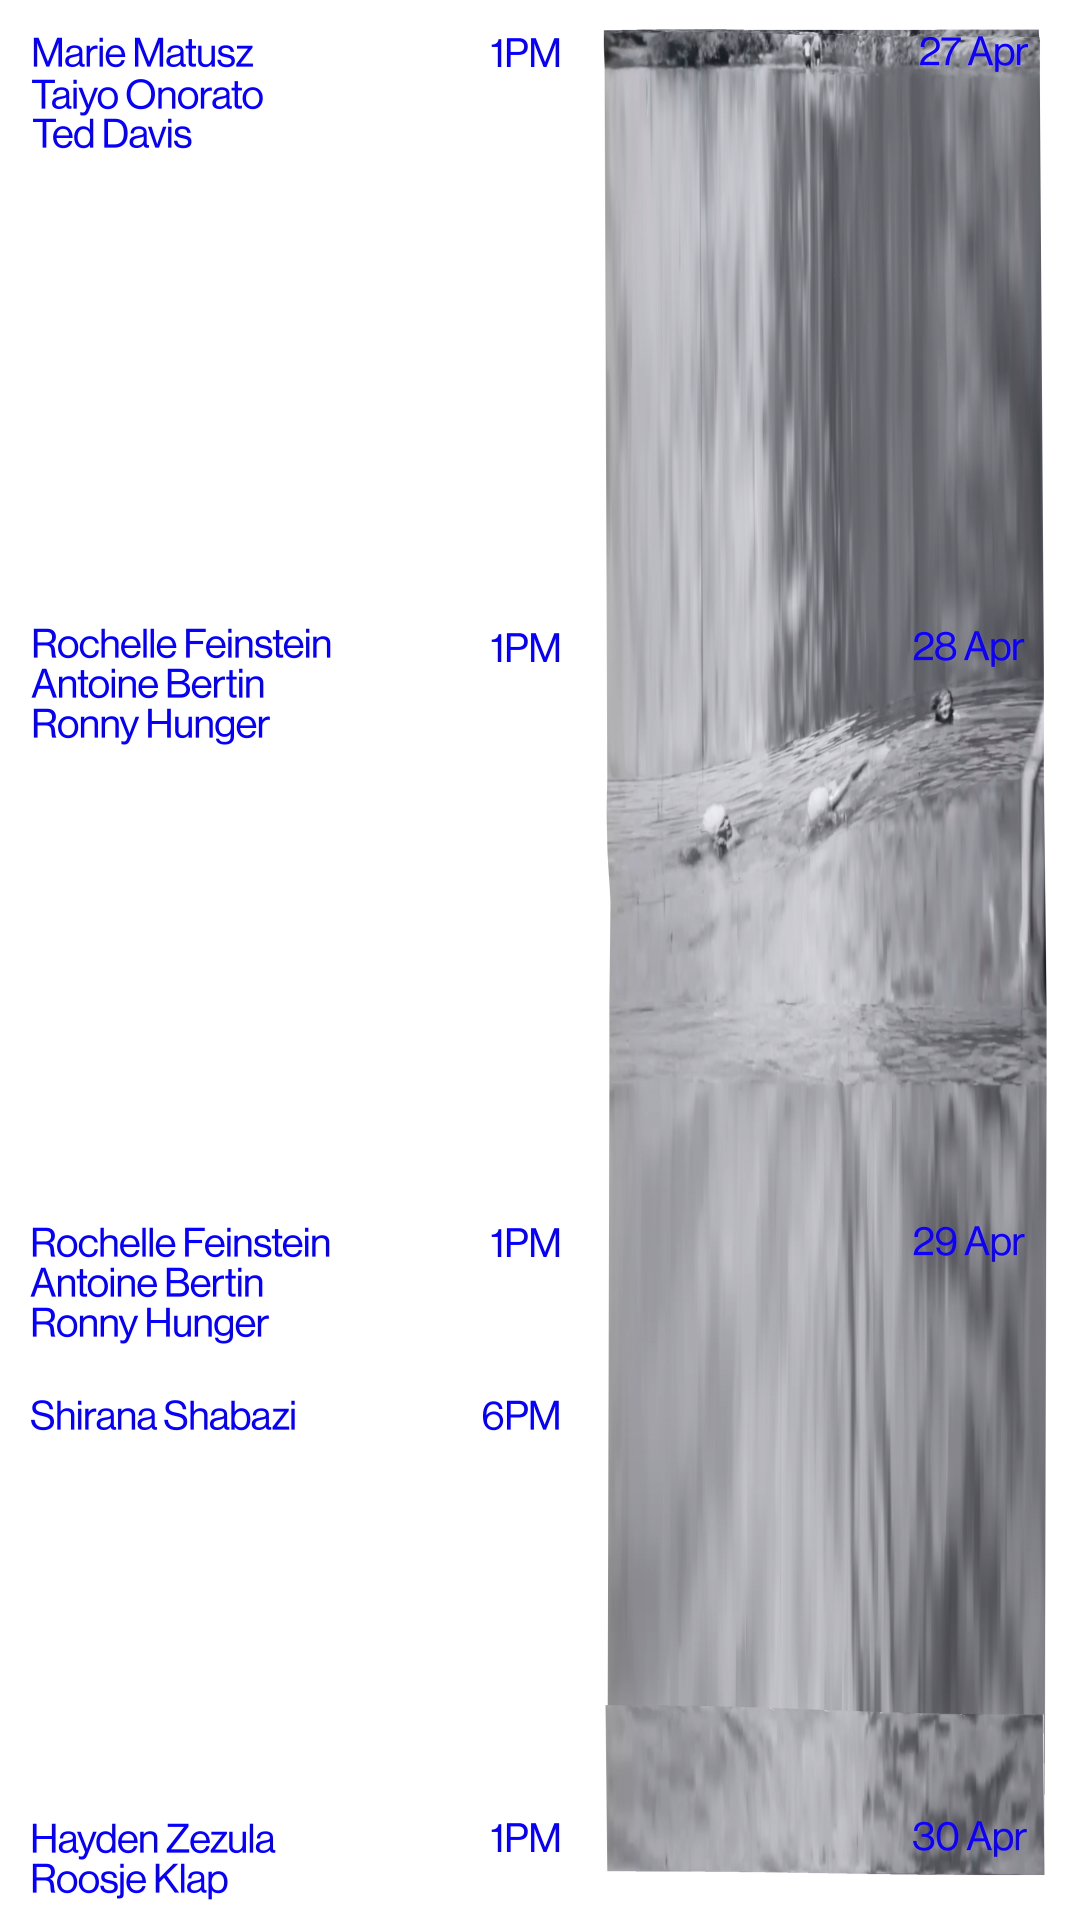 Marie Matusz 1PM 27 Apr
Taiyo Onorato
Ted Davis
Rochelle Feinstein 1PM 28 Apr
Antoine Bertin
Ronny Hunger
Rochelle Feinstein 1PM 29 Apr
Antoine Bertin
Ronny Hunger
Shirana Shabazi 6PM
Hayden Zezula 1PM 30 Apr
Roosje Klap